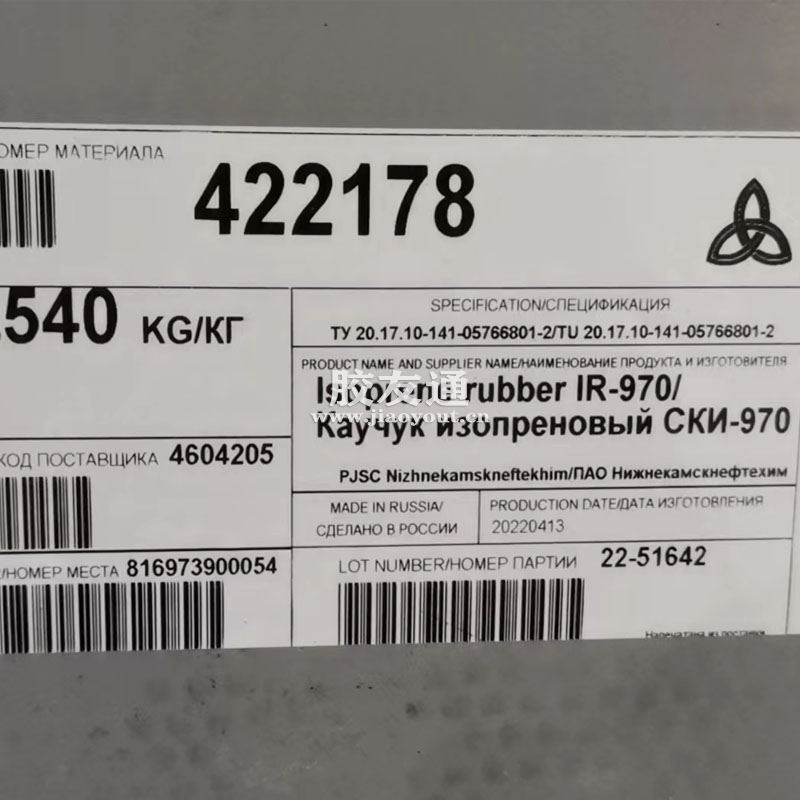 ОМЕР МАТЕРИАЛА
422178
540 KG/КГ
SPECIFICATION/СПЕЦИФИКАЦИЯ
ТУ 20.17.10-141-05766801-2/TU 20.17.10-141-05766801-2
PRODUCT NAME AND SUPPLIER NAME/НАИМЕНОВАНИЕ ПРОДУКТА И ИЗГОТОВИТЕЛЯ
rubber IR-970/
胶友通
www.jiaoyout.cn
Каучук изопреновый СКИ-970
PJSC Nizhnekamskneftekhim/ПАО Нижнекамскнефтехим
КОД ПОСТАВЩИКА 4604205
MADE IN RUSSIA/
СДЕЛАНО В РОССИИ
PRODUCTION DATE/ДАТА ИЗГОТОВЛЕНИЯ
20220413
/НОМЕР МЕСТА 816973900054
LOT NUMBER/НОМЕР ПАРТИИ 22-51642